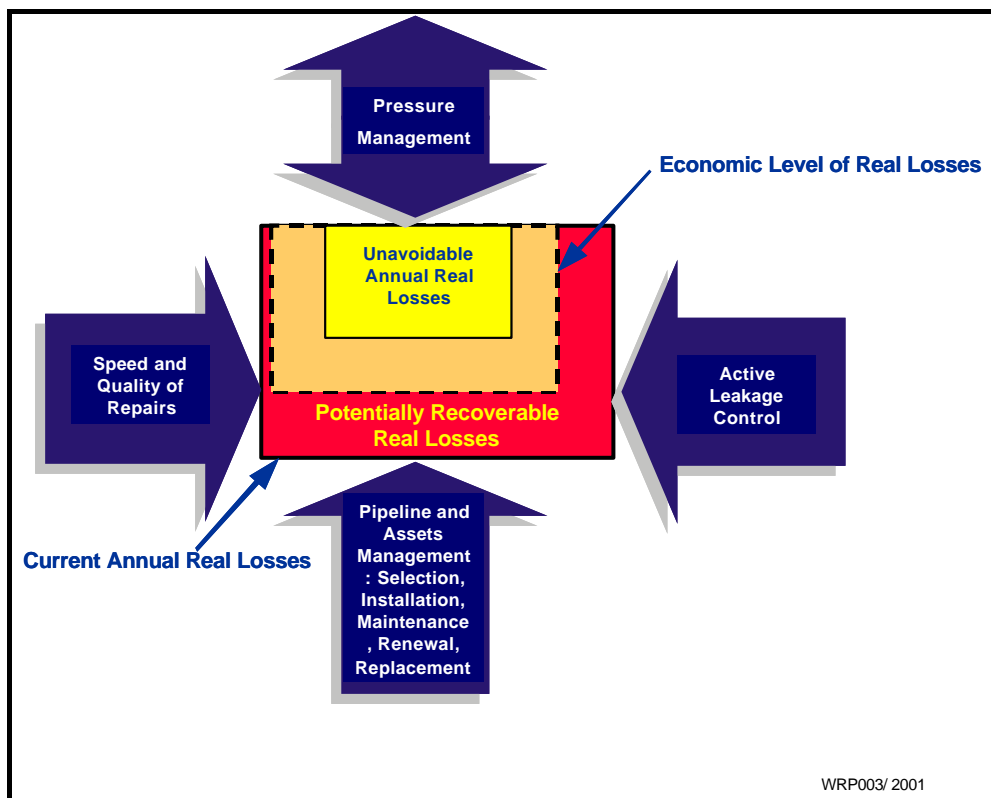 Pressure
Management
Economic Level of Real Losses
Unavoidable
Annual Real
Losses
Speed and
Quality of
Repairs
Active
Leakage
Control
Potentially Recoverable
Real Losses
Pipeline and
Assets
Management
: Selection,
Installation,
Maintenance
, Renewal,
Replacement
Current Annual Real Losses
WRP003/ 2001